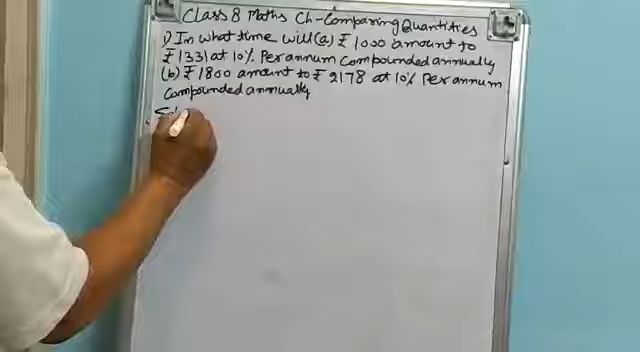 Class 8 Maths Ch-Comparing Quantities
1) In what time will (a) ₹ 1000 amount to
₹ 1331 at 10% Per annum Compounded annually
(b) ₹ 1800 amount to ₹ 2178 at 10% Per annum
Compounded annually